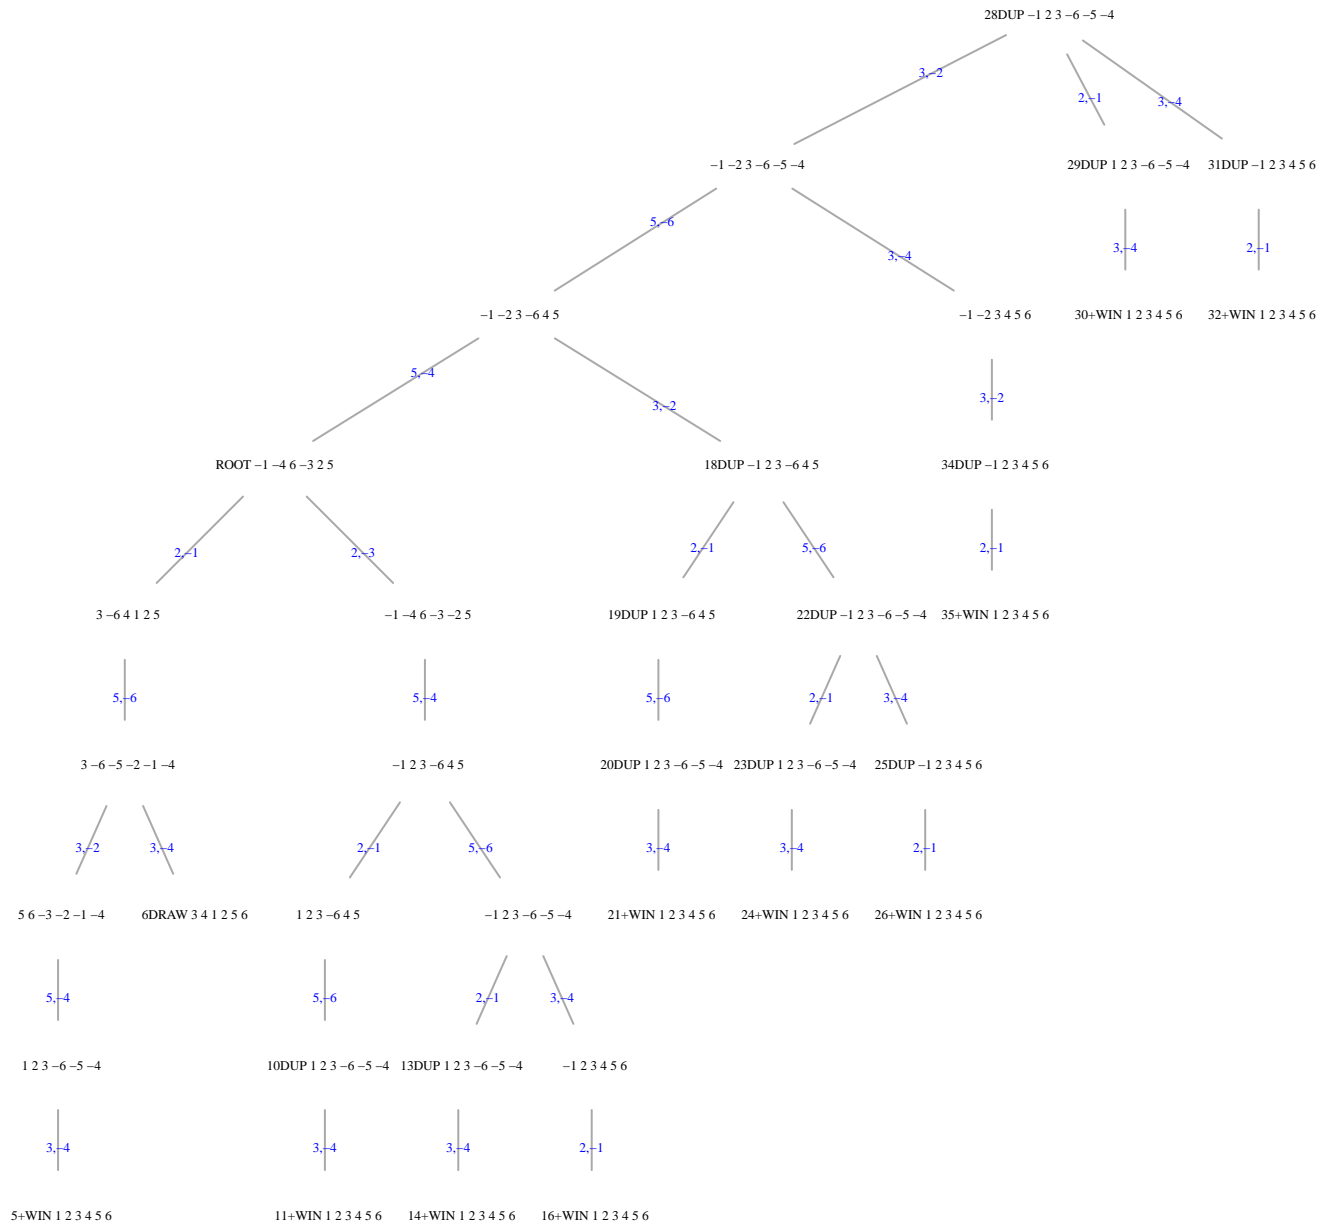 28DUP −1 2 3 −6 −5 −4
3,−2
2,−1
3,−4
−1 −2 3 −6 −5 −4
29DUP 1 2 3 −6 −5 −4
31DUP −1 2 3 4 5 6
5,−6
3,−4
3,−4
2,−1
−1 −2 3 −6 4 5
−1 −2 3 4 5 6
30+WIN 1 2 3 4 5 6
32+WIN 1 2 3 4 5 6
5,−4
3,−2
3,−2
ROOT −1 −4 6 −3 2 5
18DUP −1 2 3 −6 4 5
34DUP −1 2 3 4 5 6
2,−1
2,−3
2,−1
5,−6
2,−1
3 −6 4 1 2 5
−1 −4 6 −3 −2 5
19DUP 1 2 3 −6 4 5
22DUP −1 2 3 −6 −5 −4
35+WIN 1 2 3 4 5 6
5,−6
5,−4
5,−6
2,−1
3,−4
3 −6 −5 −2 −1 −4
−1 2 3 −6 4 5
20DUP 1 2 3 −6 −5 −4
23DUP 1 2 3 −6 −5 −4
25DUP −1 2 3 4 5 6
3,−2
3,−4
2,−1
5,−6
3,−4
3,−4
2,−1
5 6 −3 −2 −1 −4
6DRAW 3 4 1 2 5 6
1 2 3 −6 4 5
−1 2 3 −6 −5 −4
21+WIN 1 2 3 4 5 6
24+WIN 1 2 3 4 5 6
26+WIN 1 2 3 4 5 6
5,−4
5,−6
2,−1
3,−4
1 2 3 −6 −5 −4
10DUP 1 2 3 −6 −5 −4
13DUP 1 2 3 −6 −5 −4
−1 2 3 4 5 6
3,−4
3,−4
3,−4
2,−1
5+WIN 1 2 3 4 5 6
11+WIN 1 2 3 4 5 6
14+WIN 1 2 3 4 5 6
16+WIN 1 2 3 4 5 6